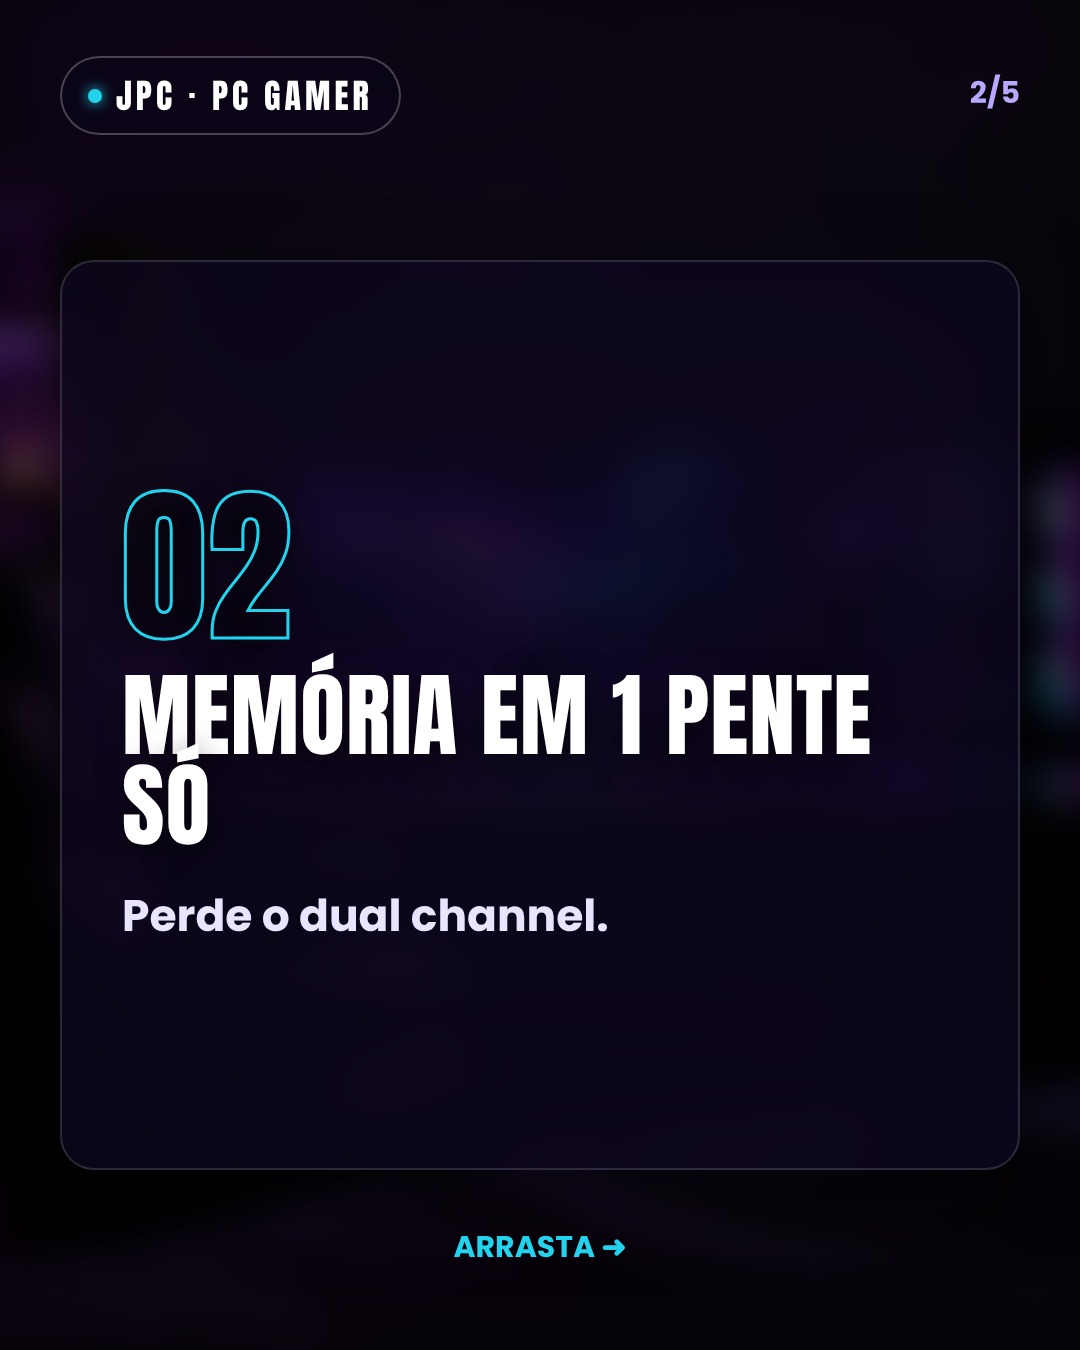 JPC · PC GAMER
2/5
02
MEMÓRIA EM 1 PENTE
SÓ
Perde o dual channel.
ARRASTA ➜